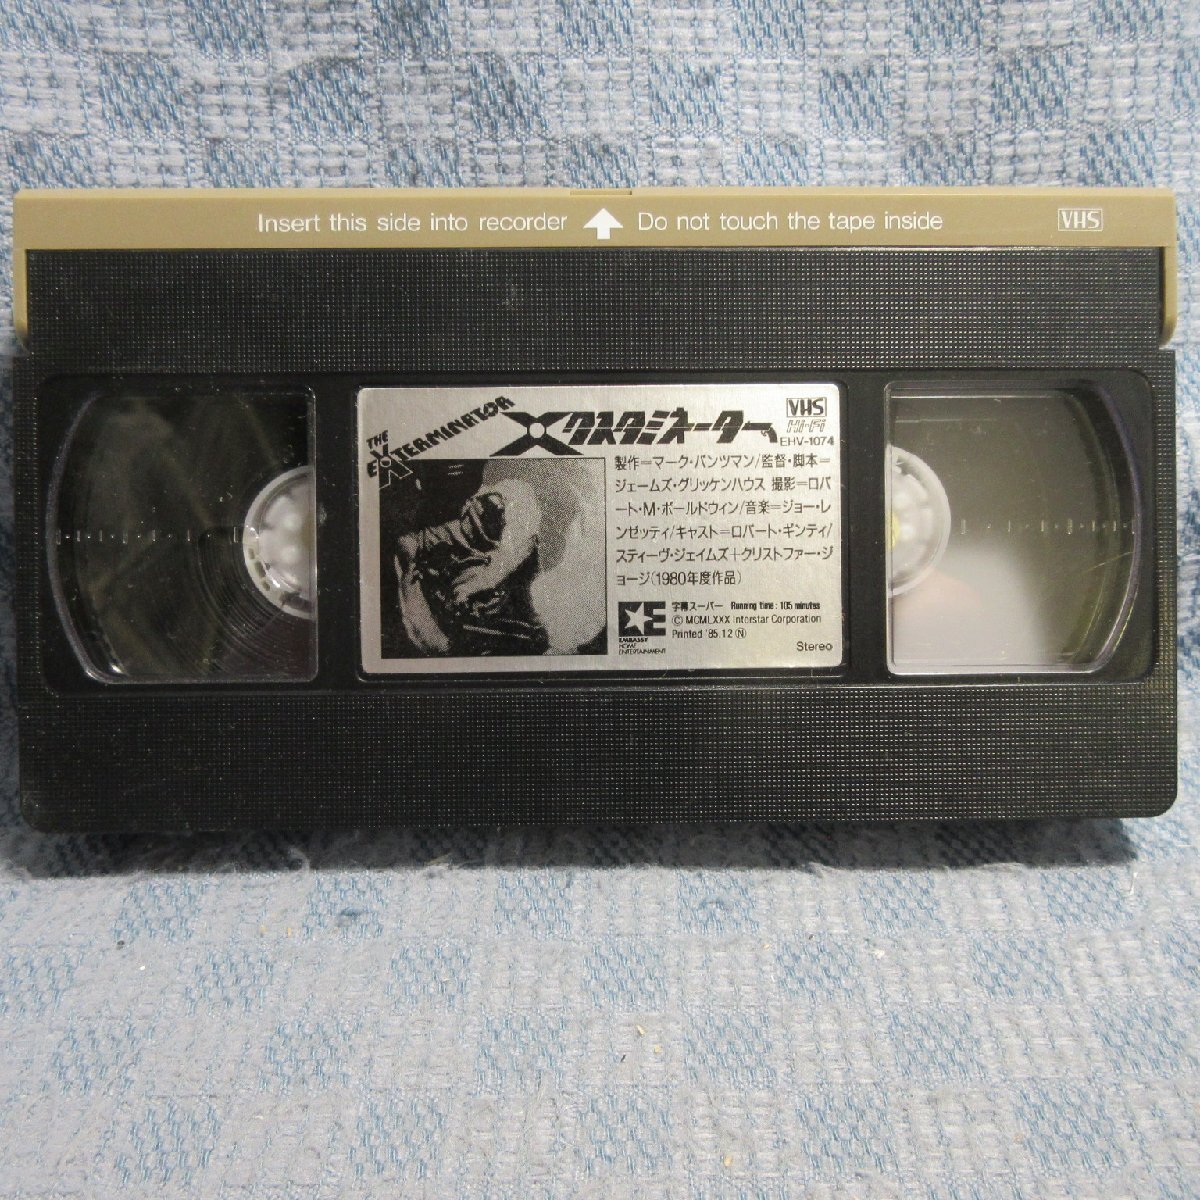 Insert this side into recorder Do not touch the tape inside VHS
THE EXTERMINATOR
Xクスタミネーター
VHS
Hi-Fi
EHV-1074
製作=マーク・バンツマン/監督・脚本=
ジェームズ・グリッケンハウス 撮影=ロバ
ート・M・ボールドウィン/音楽=ジョー・レ
ンゼッティ/キャスト=ロバート・ギンティ/
スティーヴ・ジェイムズ+クリストファー・ジ
ョージ(1980年度作品)
E
EMBASSY
HOME
ENTERTAINMENT
字幕スーパー Running time : 105 minutes
© MCMLXXX Interstar Corporation
Printed '85.12 Ⓝ
Stereo